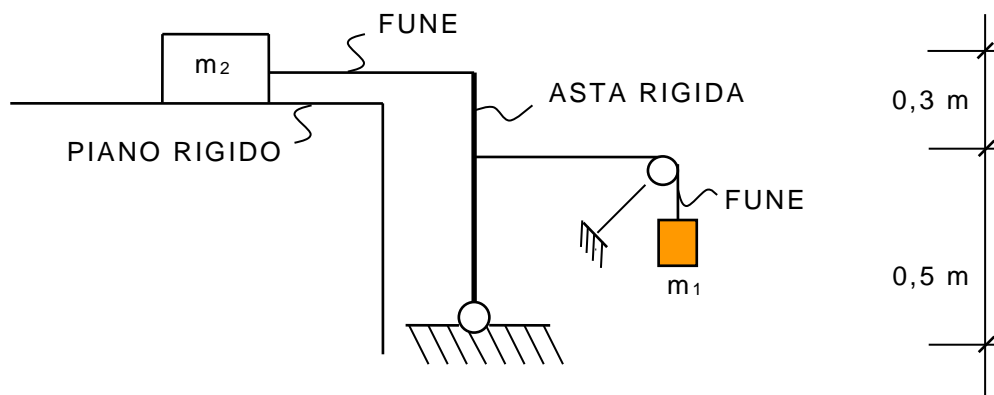 FUNE
m2
ASTA RIGIDA
0,3 m
PIANO RIGIDO
FUNE
0,5 m
m1